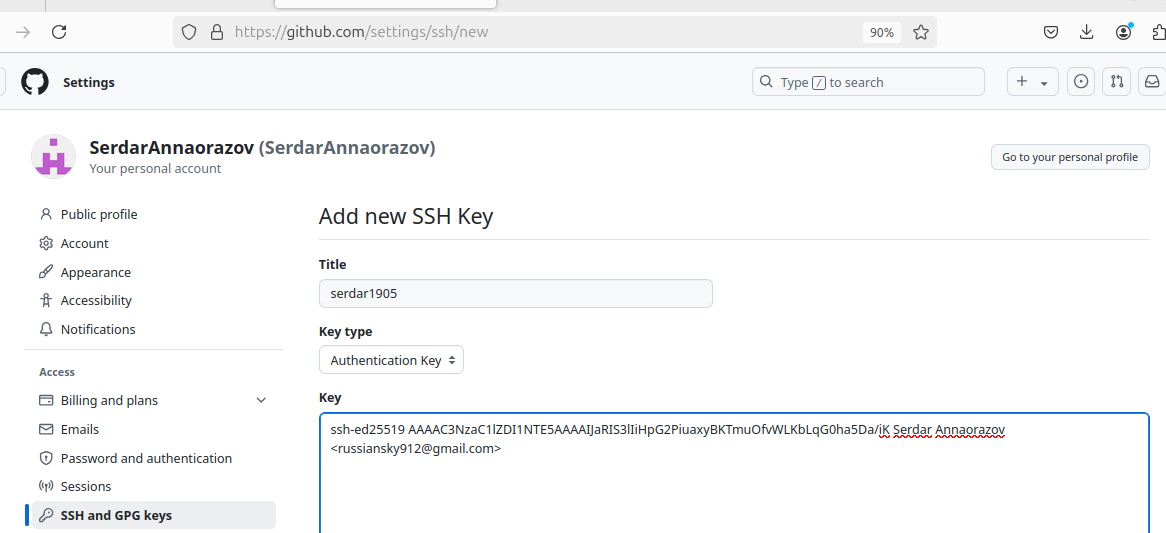 https://github.com/settings/ssh/new
90%
Settings
Type / to search
SerdarAnnaorazov (SerdarAnnaorazov)
Your personal account
Go to your personal profile
Public profile
Account
Appearance
Accessibility
Notifications
Access
Billing and plans
Emails
Password and authentication
Sessions
SSH and GPG keys
Add new SSH Key
Title
serdar1905
Key type
Authentication Key
Key
ssh-ed25519 AAAAC3NzaC1lZDI1NTE5AAAAIJaRIS3lIiHpG2PiuaxyBKTmuOfvWLKbLqG0ha5Da/iK Serdar Annaorazov
<russiansky912@gmail.com>